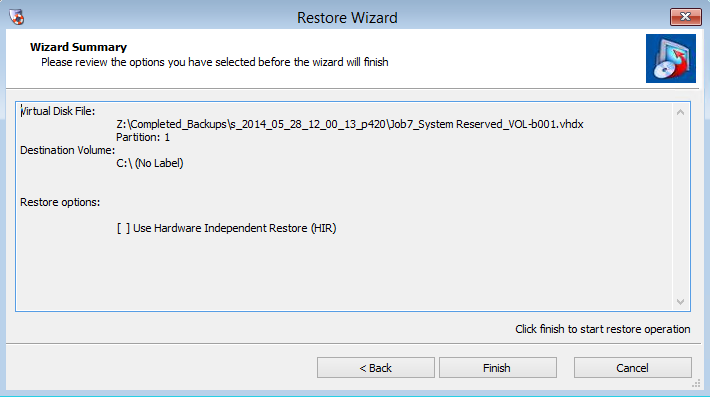 Restore Wizard
Wizard Summary
Please review the options you have selected before the wizard will finish
Virtual Disk File:
Z:\Completed_Backups\s_2014_05_28_12_00_13_p420\Job7_System Reserved_VOL-b001.vhdx
Partition: 1
Destination Volume:
C:\ (No Label)
Restore options:
[ ] Use Hardware Independent Restore (HIR)
Click finish to start restore operation
< Back
Finish
Cancel